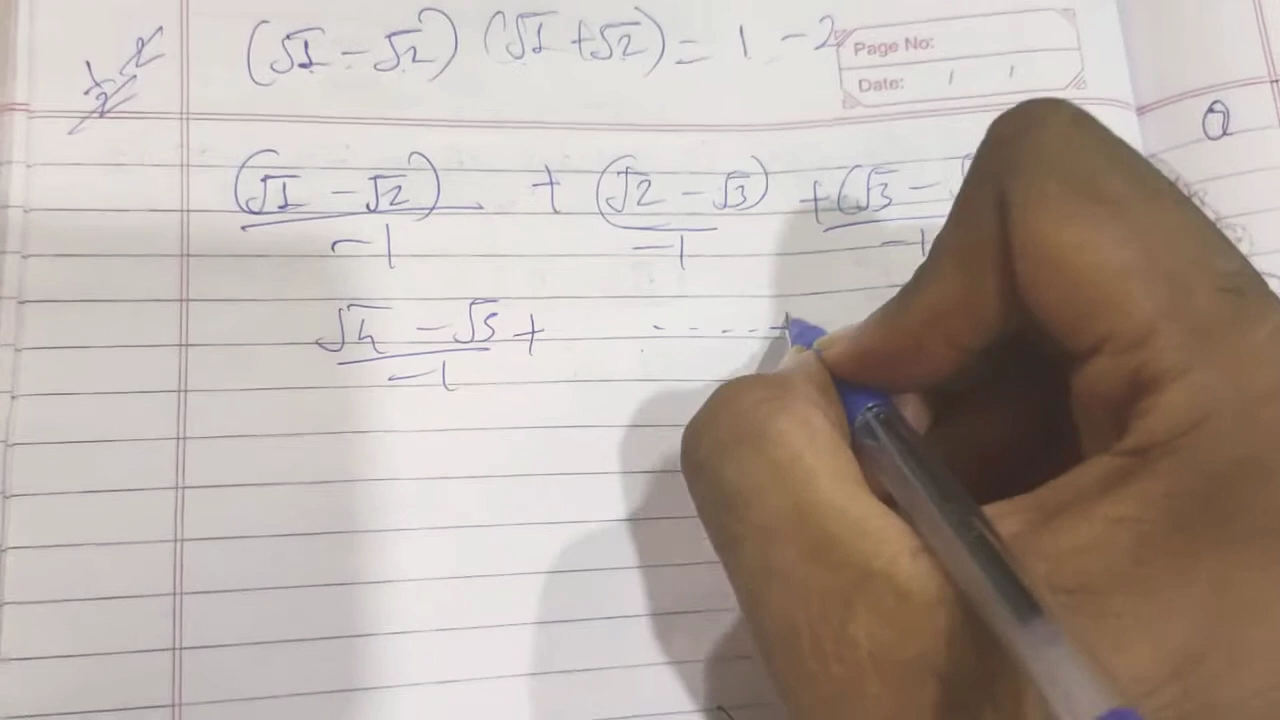 (√1 - √2) (√1 + √2) = 1 - 2
Page No:
Date: / /
Q
(√1 - √2)/-1 + (√2 - √3)/-1 + (√3 - /-1
√4 - √5/-1 + - - - - +